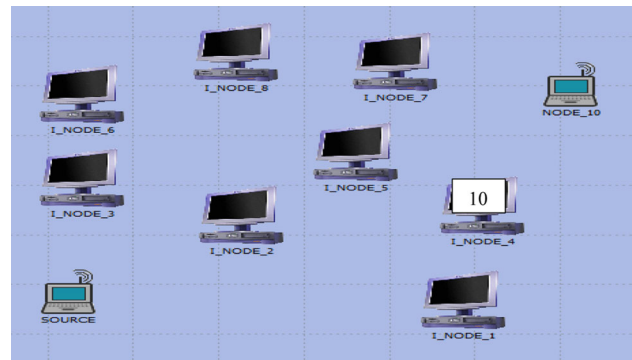 I_NODE_8
I_NODE_7
NODE_10
I_NODE_6
I_NODE_5
I_NODE_3
10
I_NODE_4
I_NODE_2
SOURCE
I_NODE_1